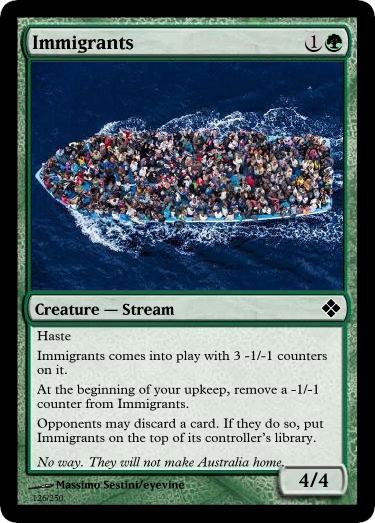 Immigrants 1
Creature — Stream
Haste
Immigrants comes into play with 3 -1/-1 counters
on it.
At the beginning of your upkeep, remove a -1/-1
counter from Immigrants.
Opponents may discard a card. If they do so, put
Immigrants on the top of its controller's library.
No way. They will not make Australia home.
4/4
Massimo Sestini/eyevine
126/250